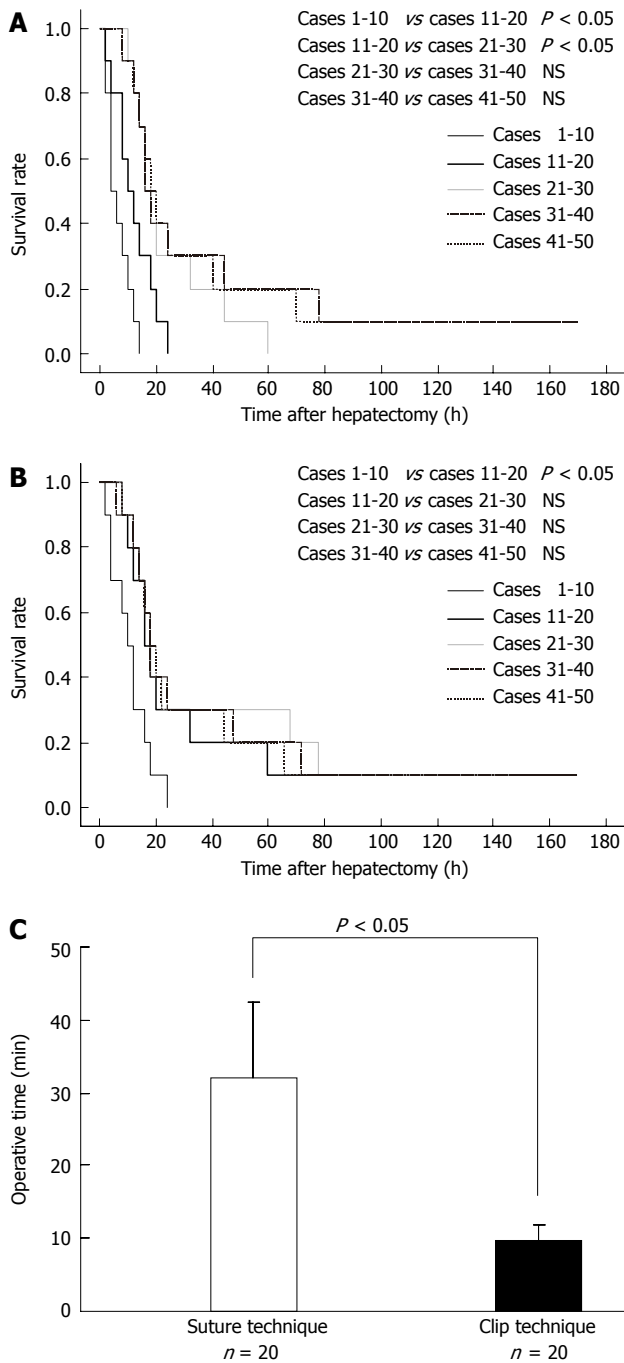 A
Cases 1-10 vs cases 11-20 P < 0.05
Cases 11-20 vs cases 21-30 P < 0.05
Cases 21-30 vs cases 31-40 NS
Cases 31-40 vs cases 41-50 NS
Cases 1-10
Cases 11-20
Cases 21-30
Cases 31-40
Cases 41-50
Survival rate
1.0
0.8
0.6
0.4
0.2
0.0
0 20 40 60 80 100 120 140 160 180
Time after hepatectomy (h)
B
Cases 1-10 vs cases 11-20 P < 0.05
Cases 11-20 vs cases 21-30 NS
Cases 21-30 vs cases 31-40 NS
Cases 31-40 vs cases 41-50 NS
Cases 1-10
Cases 11-20
Cases 21-30
Cases 31-40
Cases 41-50
Survival rate
1.0
0.8
0.6
0.4
0.2
0.0
0 20 40 60 80 100 120 140 160 180
Time after hepatectomy (h)
C
P < 0.05
Operative time (min)
50
40
30
20
10
0
Suture technique
n = 20
Clip technique
n = 20